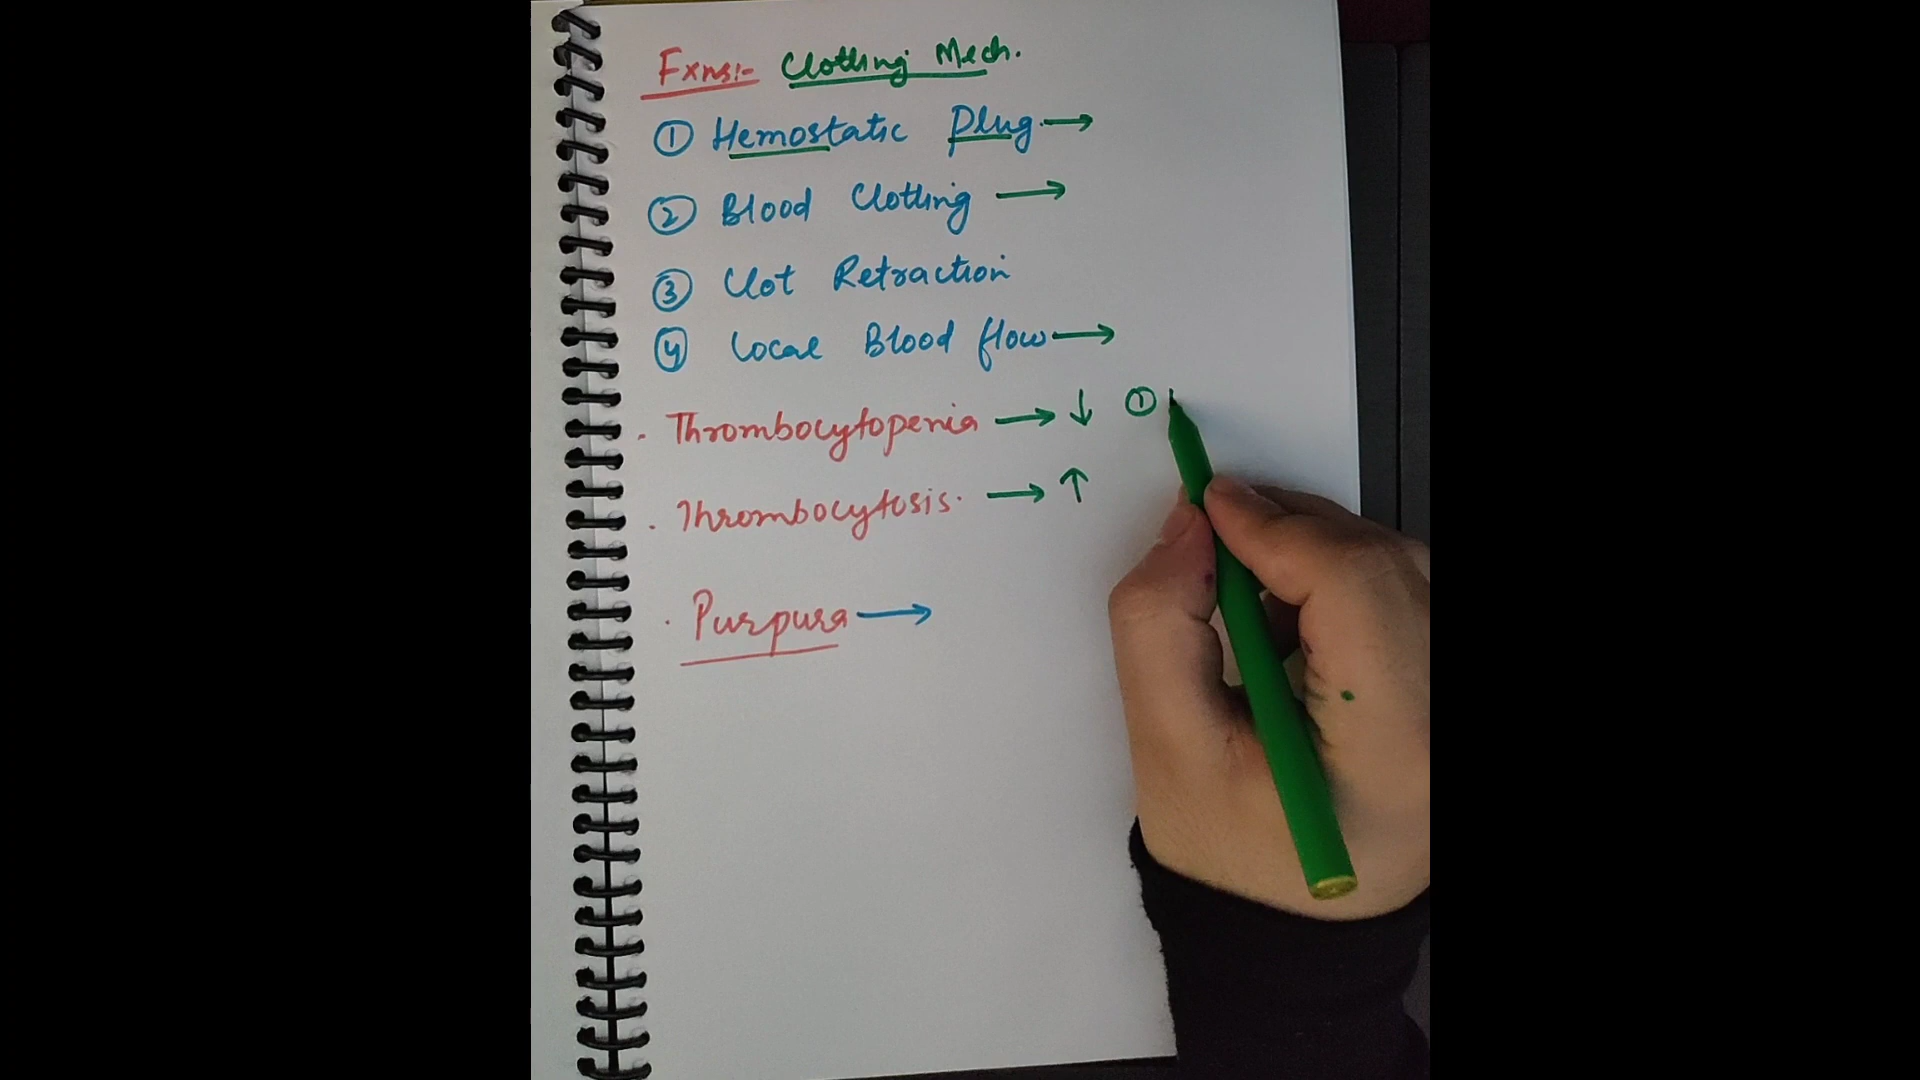 Fxns:- Clotting Mech.
① Hemostatic Plug. →
② Blood Clotting →
③ Clot Retraction
④ Local Blood flow →
. Thrombocytopenia → ↓ ①
. Thrombocytosis. → ↑
. Purpura →